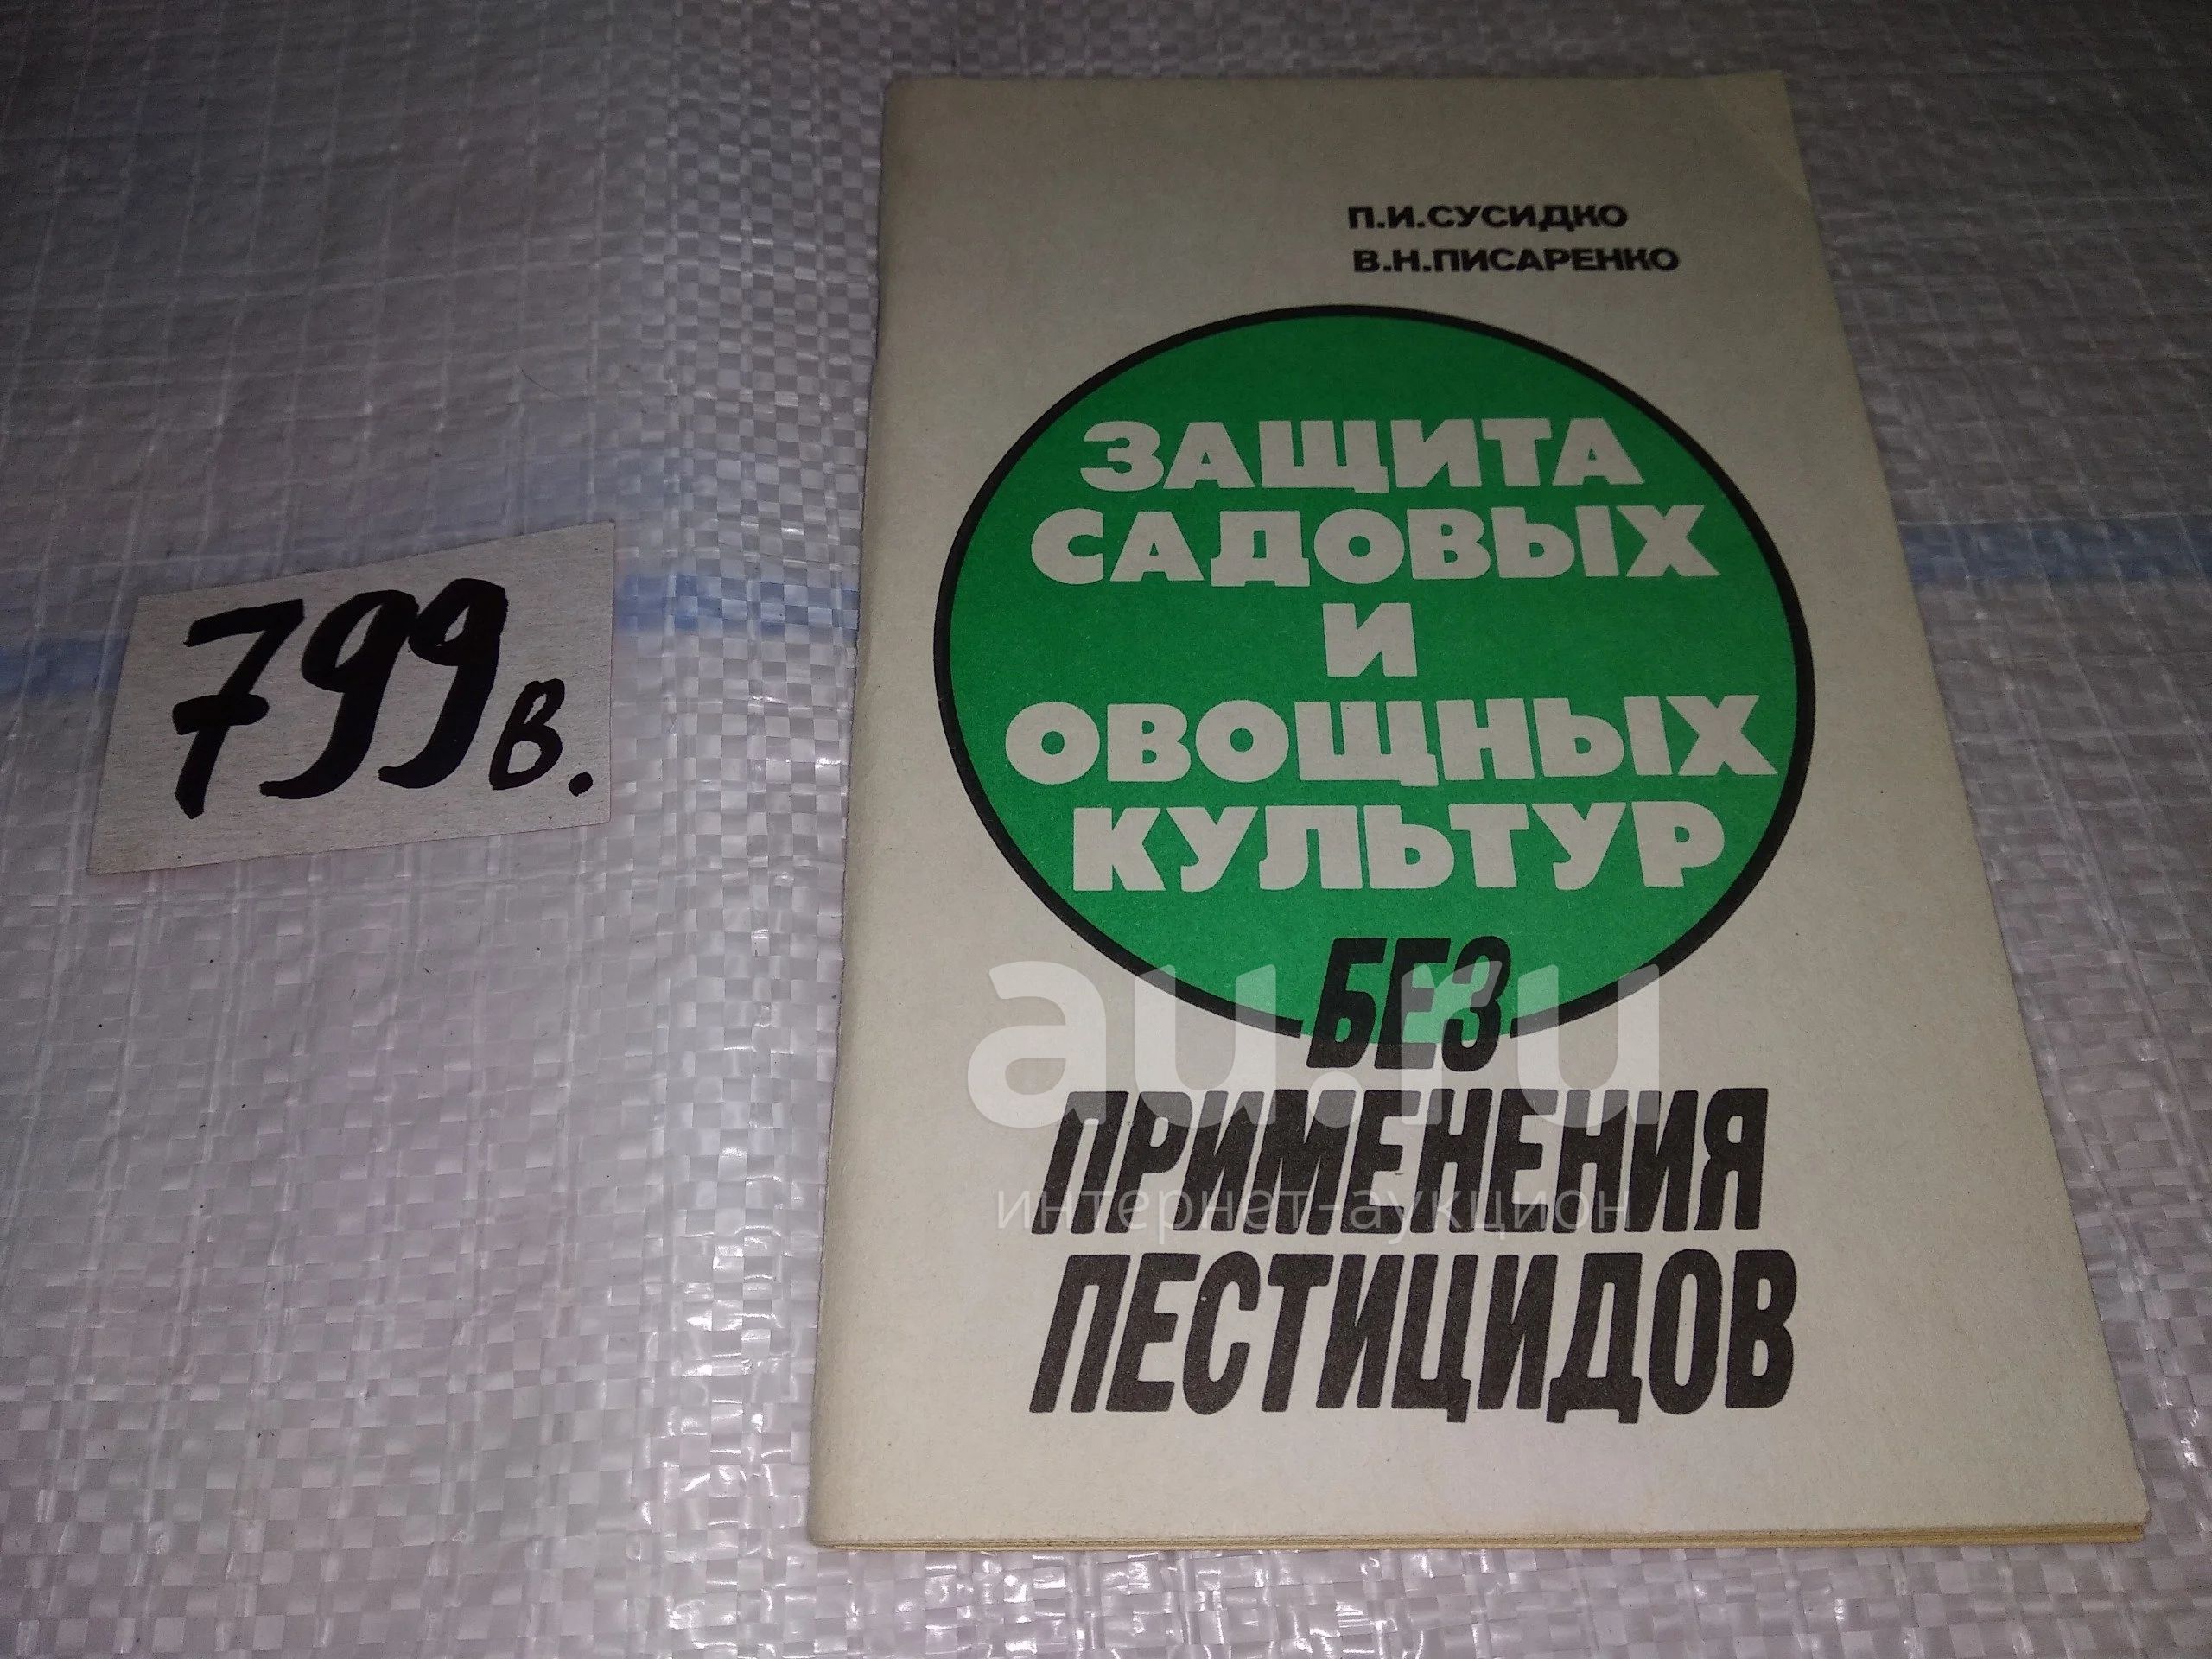 799в.
П.И.СУСИДКО
В.Н.ПИСАРЕНКО
ЗАЩИТА
САДОВЫХ
И
ОВОЩНЫХ
КУЛЬТУР
БЕЗ
ПРИМЕНЕНИЯ
ПЕСТИЦИДОВ
au.ru
интернет-аукцион